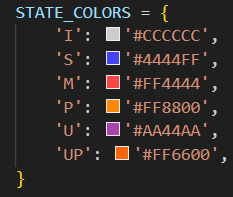 STATE_COLORS = {
'I': '#CCCCCC',
'S': '#4444FF',
'M': '#FF4444',
'P': '#FF8800',
'U': '#AA44AA',
'UP': '#FF6600',
}